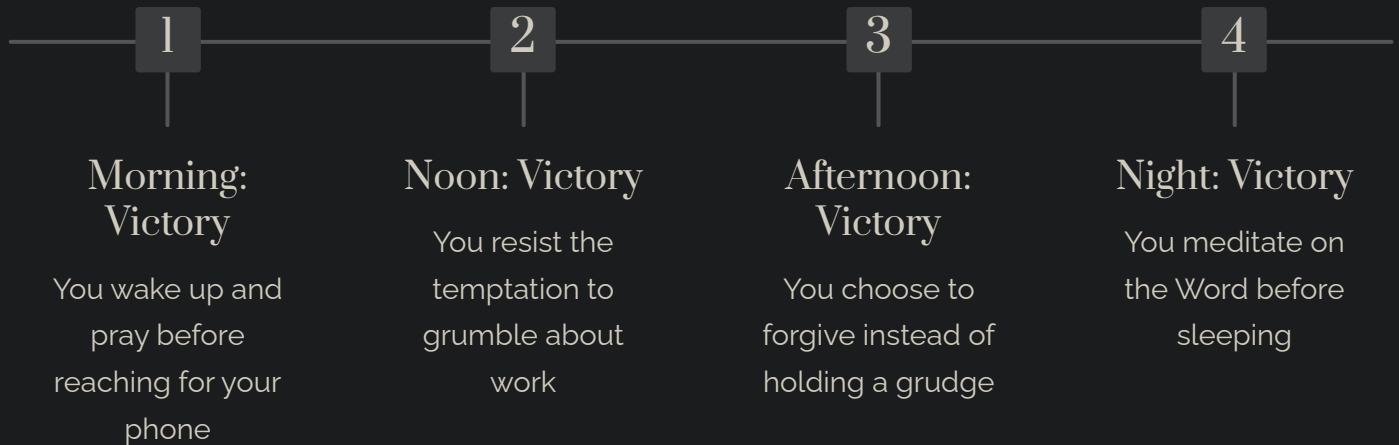 1
Morning:
Victory
You wake up and
pray before
reaching for your
phone
2
Noon: Victory
You resist the
temptation to
grumble about
work
3
Afternoon:
Victory
You choose to
forgive instead of
holding a grudge
4
Night: Victory
You meditate on
the Word before
sleeping